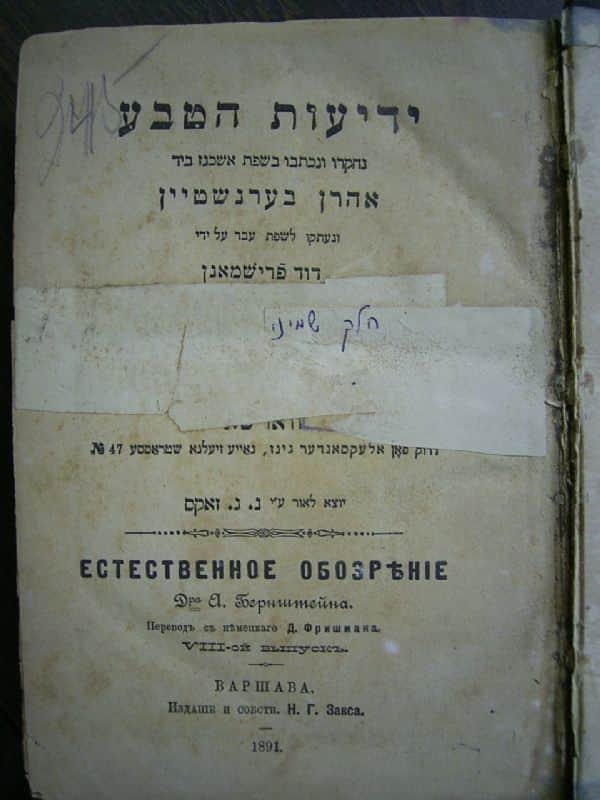 ידיעות הטבע
נחקרו ונכתבו בשפת אשכנז ביד
אהרן בערנשטיין
ונעתקו לשפת עבר על ידי
דוד פרישמאנן
חלק שמיני
דרוק פאן אלעקסאנדער גינז, נאייע זיעלנא שטראססע 47 №
יוצא לאור ע״י נ. נ. זאקס
ЕСТЕСТВЕННОЕ ОБОЗРѢНІЕ
Дра А. Бернштейна.
Переводъ съ нѣмецкаго Д. Фришмана.
VIII-ой выпускъ.
ВАРШАВА.
Изданіе и собств. Н. Г. Закса.
1891.